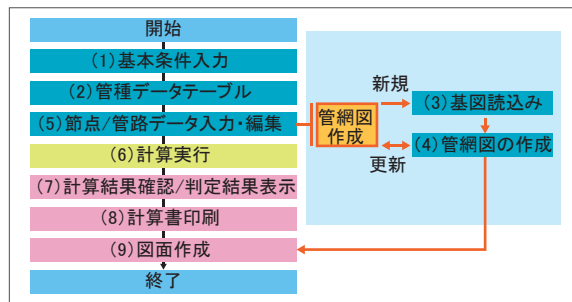 開始
(1)基本条件入力
(2)管種データテーブル
(5)節点/管路データ入力・編集
(6)計算実行
(7)計算結果確認/判定結果表示
(8)計算書印刷
(9)図面作成
終了
管網図
作成
新規
更新
(3)基図読込み
(4)管網図の作成